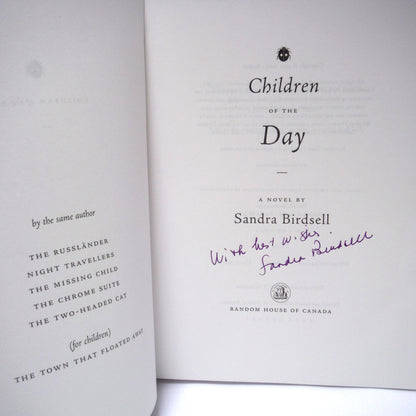 by the same author
THE RUSSLÄNDER
NIGHT TRAVELLERS
THE MISSING CHILD
THE CHROME SUITE
THE TWO-HEADED CAT
(for children)
THE TOWN THAT FLOATED AWAY
Children
OF THE
Day
A NOVEL BY
Sandra Birdsell
With best wishes.
Sandra Birdsell
RANDOM HOUSE OF CANADA